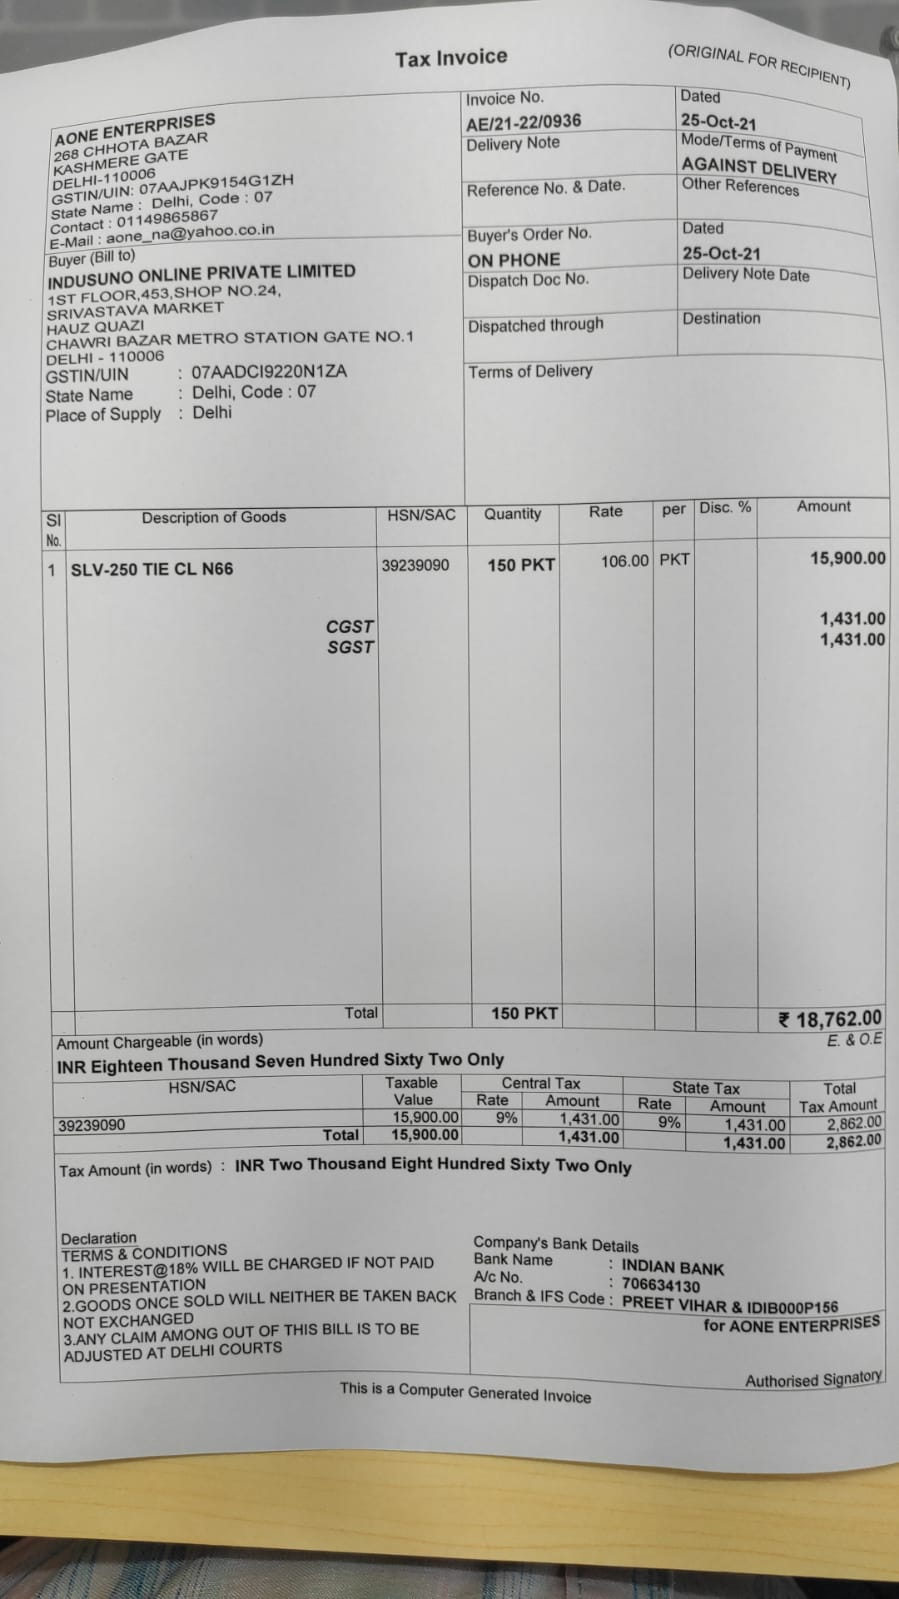 Tax Invoice
(ORIGINAL FOR RECIPIENT)
AONE ENTERPRISES
268 CHHOTA BAZAR
KASHMERE GATE
DELHI-110006
GSTIN/UIN: 07AAJPK9154G1ZH
State Name : Delhi, Code : 07
Contact : 01149865867
E-Mail : aone_na@yahoo.co.in
Invoice No.
AE/21-22/0936
Dated
25-Oct-21
Delivery Note
Mode/Terms of Payment
AGAINST DELIVERY
Reference No. & Date.
Other References
Buyer (Bill to)
INDUSUNO ONLINE PRIVATE LIMITED
1ST FLOOR,453,SHOP NO.24,
SRIVASTAVA MARKET
HAUZ QUAZI
CHAWRI BAZAR METRO STATION GATE NO.1
DELHI - 110006
GSTIN/UIN : 07AADCI9220N1ZA
State Name : Delhi, Code : 07
Place of Supply : Delhi
Buyer's Order No.
ON PHONE
Dated
25-Oct-21
Dispatch Doc No.
Delivery Note Date
Dispatched through
Destination
Terms of Delivery
Sl No. Description of Goods HSN/SAC Quantity Rate per Disc. % Amount
1 SLV-250 TIE CL N66 39239090 150 PKT 106.00 PKT 15,900.00
CGST 1,431.00
SGST 1,431.00
Total 150 PKT ₹ 18,762.00
Amount Chargeable (in words) E. & O.E
INR Eighteen Thousand Seven Hundred Sixty Two Only
HSN/SAC Taxable Value Central Tax State Tax Total Tax Amount
Rate Amount Rate Amount
39239090 15,900.00 9% 1,431.00 9% 1,431.00 2,862.00
Total 15,900.00 1,431.00 1,431.00 2,862.00
Tax Amount (in words) : INR Two Thousand Eight Hundred Sixty Two Only
Declaration
TERMS & CONDITIONS
1. INTEREST@18% WILL BE CHARGED IF NOT PAID
ON PRESENTATION
2.GOODS ONCE SOLD WILL NEITHER BE TAKEN BACK
NOT EXCHANGED
3.ANY CLAIM AMONG OUT OF THIS BILL IS TO BE
ADJUSTED AT DELHI COURTS
Company's Bank Details
Bank Name : INDIAN BANK
A/c No. : 706634130
Branch & IFS Code : PREET VIHAR & IDIB000P156
for AONE ENTERPRISES
Authorised Signatory
This is a Computer Generated Invoice